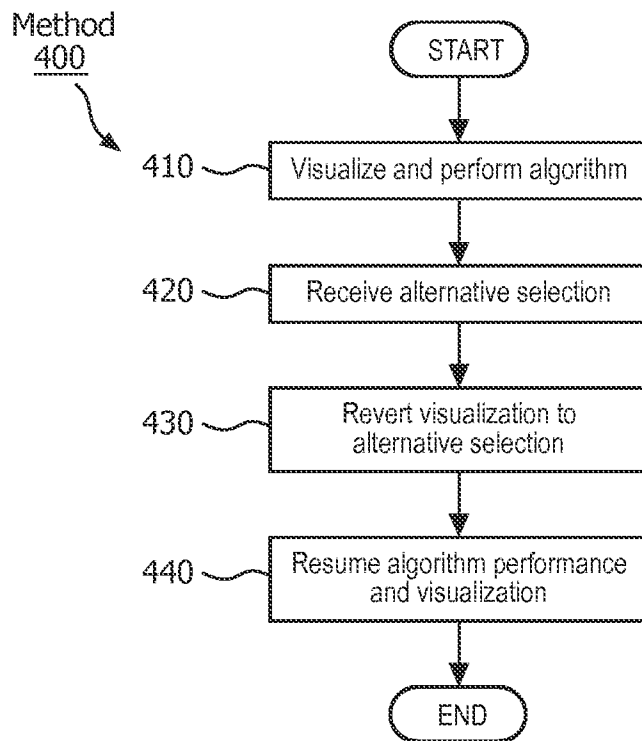 Method
400
START
410
Visualize and perform algorithm
420
Receive alternative selection
430
Revert visualization to
alternative selection
440
Resume algorithm performance
and visualization
END